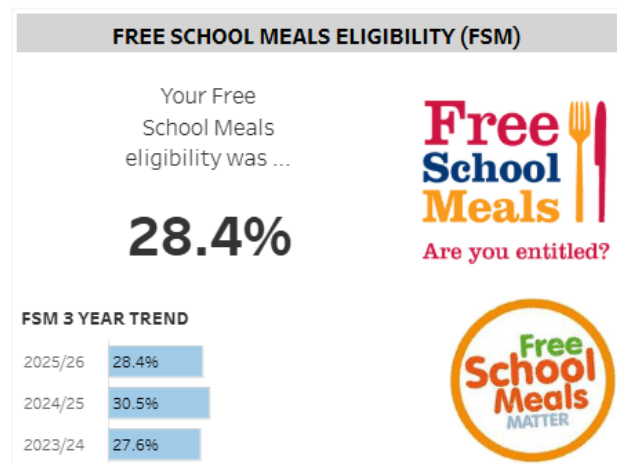 FREE SCHOOL MEALS ELIGIBILITY (FSM)
Your Free
School Meals
eligibility was ...
28.4%
Free
School
Meals
Are you entitled?
FSM 3 YEAR TREND
2025/26 28.4%
2024/25 30.5%
2023/24 27.6%
Free
School
Meals
MATTER